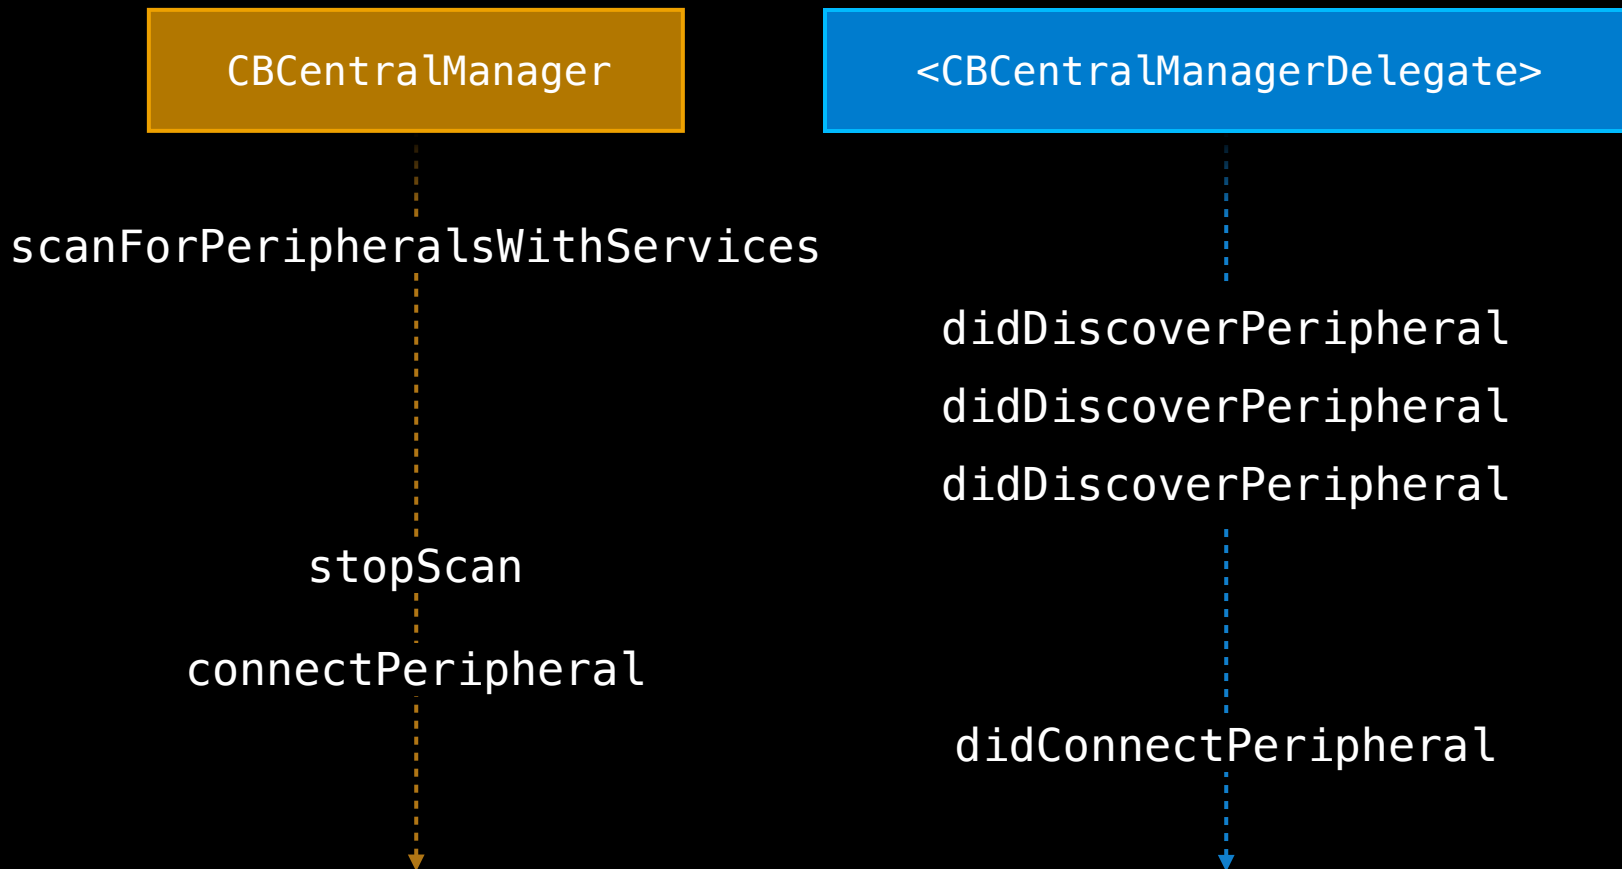 CBCentralManager
<CBCentralManagerDelegate>
scanForPeripheralsWithServices
didDiscoverPeripheral
didDiscoverPeripheral
didDiscoverPeripheral
stopScan
connectPeripheral
didConnectPeripheral